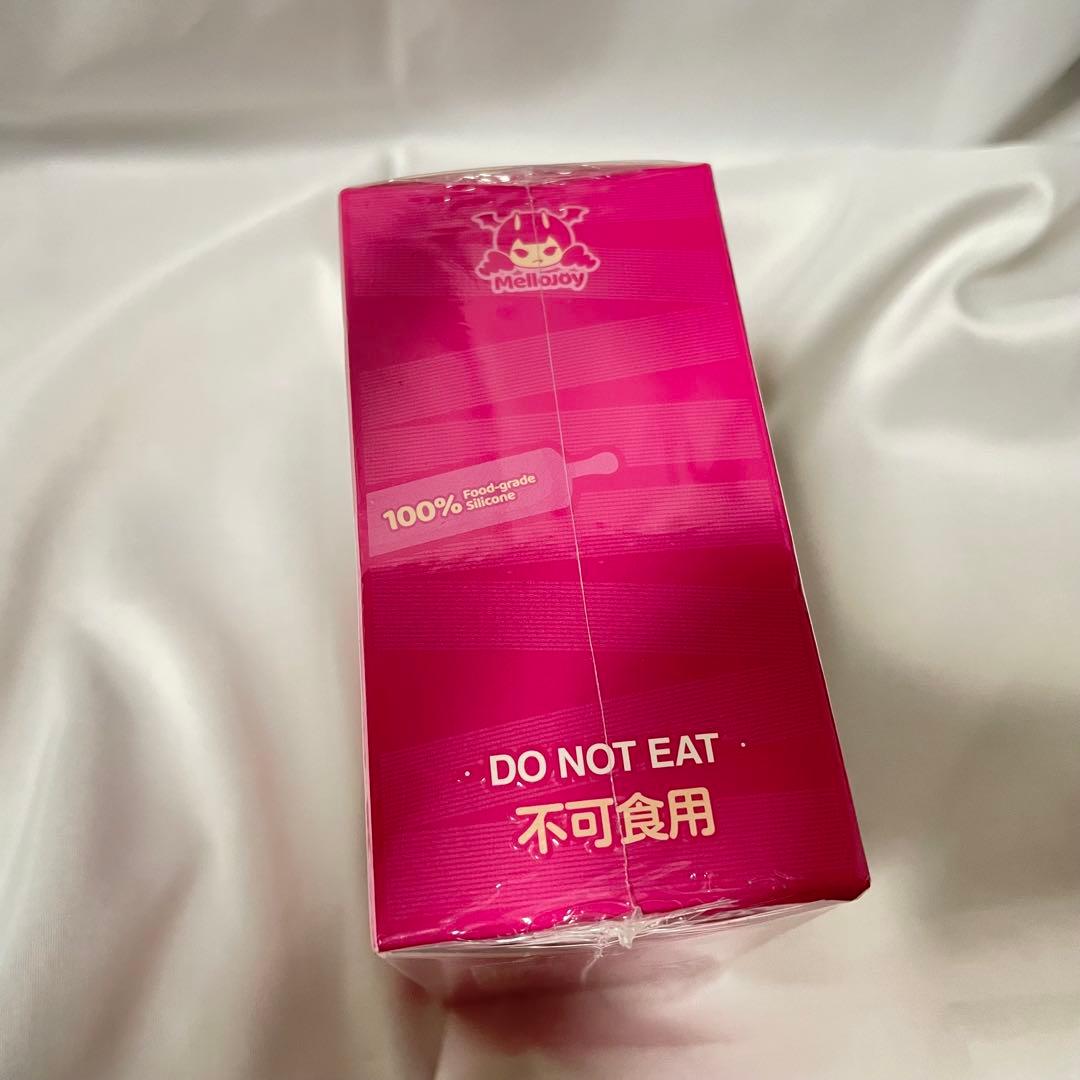 Mellojoy
100% Food-grade
Silicone
· DO NOT EAT ·
不可食用